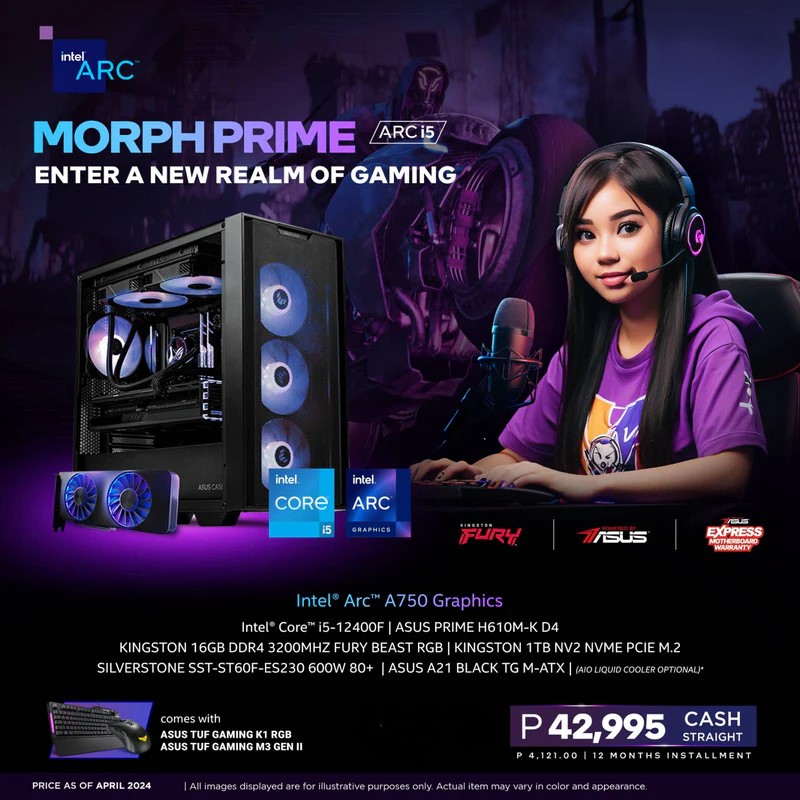 intel
ARC™
MORPH PRIME ARC i5
ENTER A NEW REALM OF GAMING
ASUS CASE
intel. CORE i5
intel. ARC™ GRAPHICS
KINGSTON FURY
POWERED BY ASUS
ASUS EXPRESS MOTHERBOARD WARRANTY
Intel® Arc™ A750 Graphics
Intel® Core™ i5-12400F | ASUS PRIME H610M-K D4
KINGSTON 16GB DDR4 3200MHZ FURY BEAST RGB | KINGSTON 1TB NV2 NVME PCIE M.2
SILVERSTONE SST-ST60F-ES230 600W 80+ | ASUS A21 BLACK TG M-ATX | (AIO LIQUID COOLER OPTIONAL)*
comes with
ASUS TUF GAMING K1 RGB
ASUS TUF GAMING M3 GEN II
P 42,995 CASH STRAIGHT
P 4,121.00 | 12 MONTHS INSTALLMENT
PRICE AS OF APRIL 2024 | All images displayed are for illustrative purposes only. Actual item may vary in color and appearance.